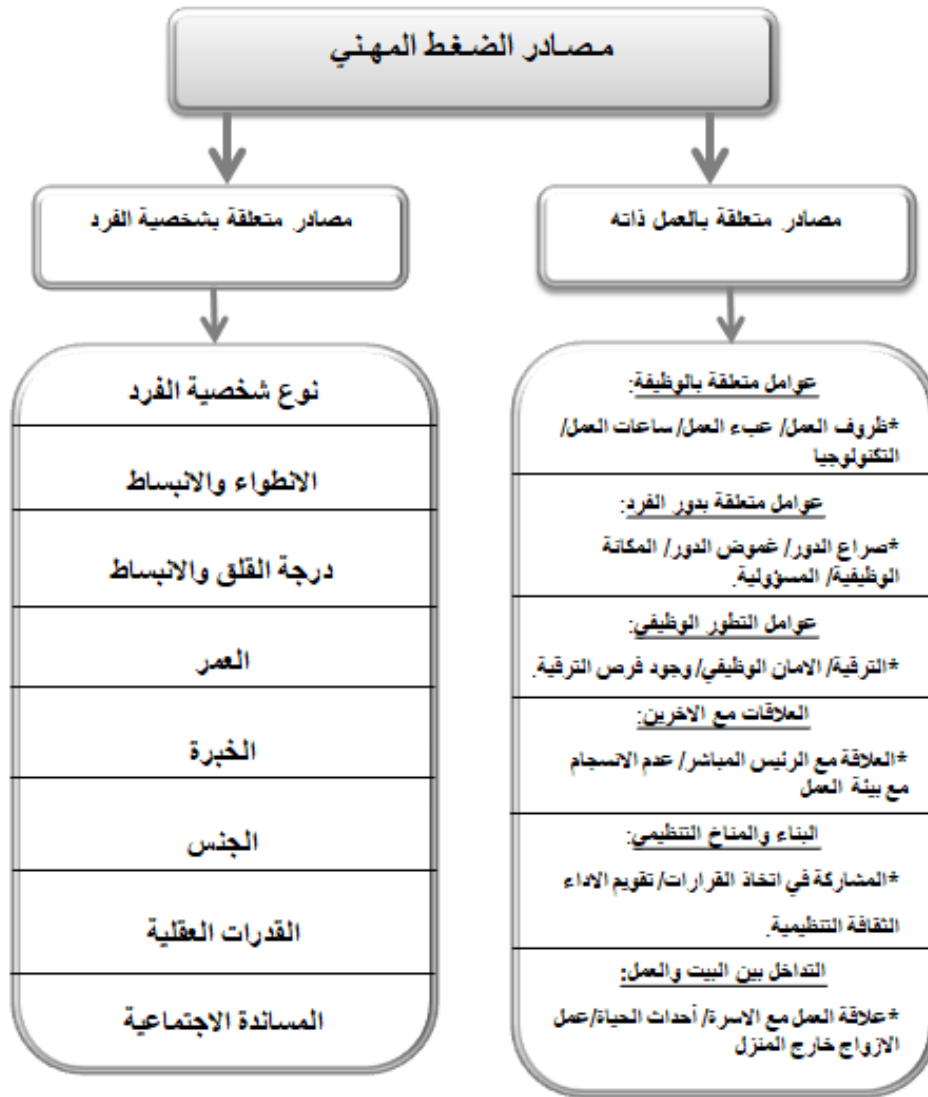 مصادر الضغط المهني
مصادر متعلقة بالعمل ذاته
عوامل متعلقة بالوظيفة:
*ظروف العمل/ عبء العمل/ ساعات العمل/
التكنولوجيا
عوامل متعلقة بدور الفرد:
*صراع الدور/ غموض الدور/ المكانة
الوظيفية/ المسؤولية.
عوامل التطور الوظيفي:
*الترقية/ الامان الوظيفي/ وجود فرص الترقية.
العلاقات مع الاخرين:
*العلاقة مع الرئيس المباشر/ عدم الانسجام
مع بيئة العمل
البناء والمناخ التنظيمي:
*المشاركة في اتخاذ القرارات/ تقويم الاداء
الثقافة التنظيمية.
التداخل بين البيت والعمل:
*علاقة العمل مع الاسرة/ أحداث الحياة/عمل
الازواج خارج المنزل
مصادر متعلقة بشخصية الفرد
نوع شخصية الفرد
الانطواء والانبساط
درجة القلق والانبساط
العمر
الخبرة
الجنس
القدرات العقلية
المساندة الاجتماعية